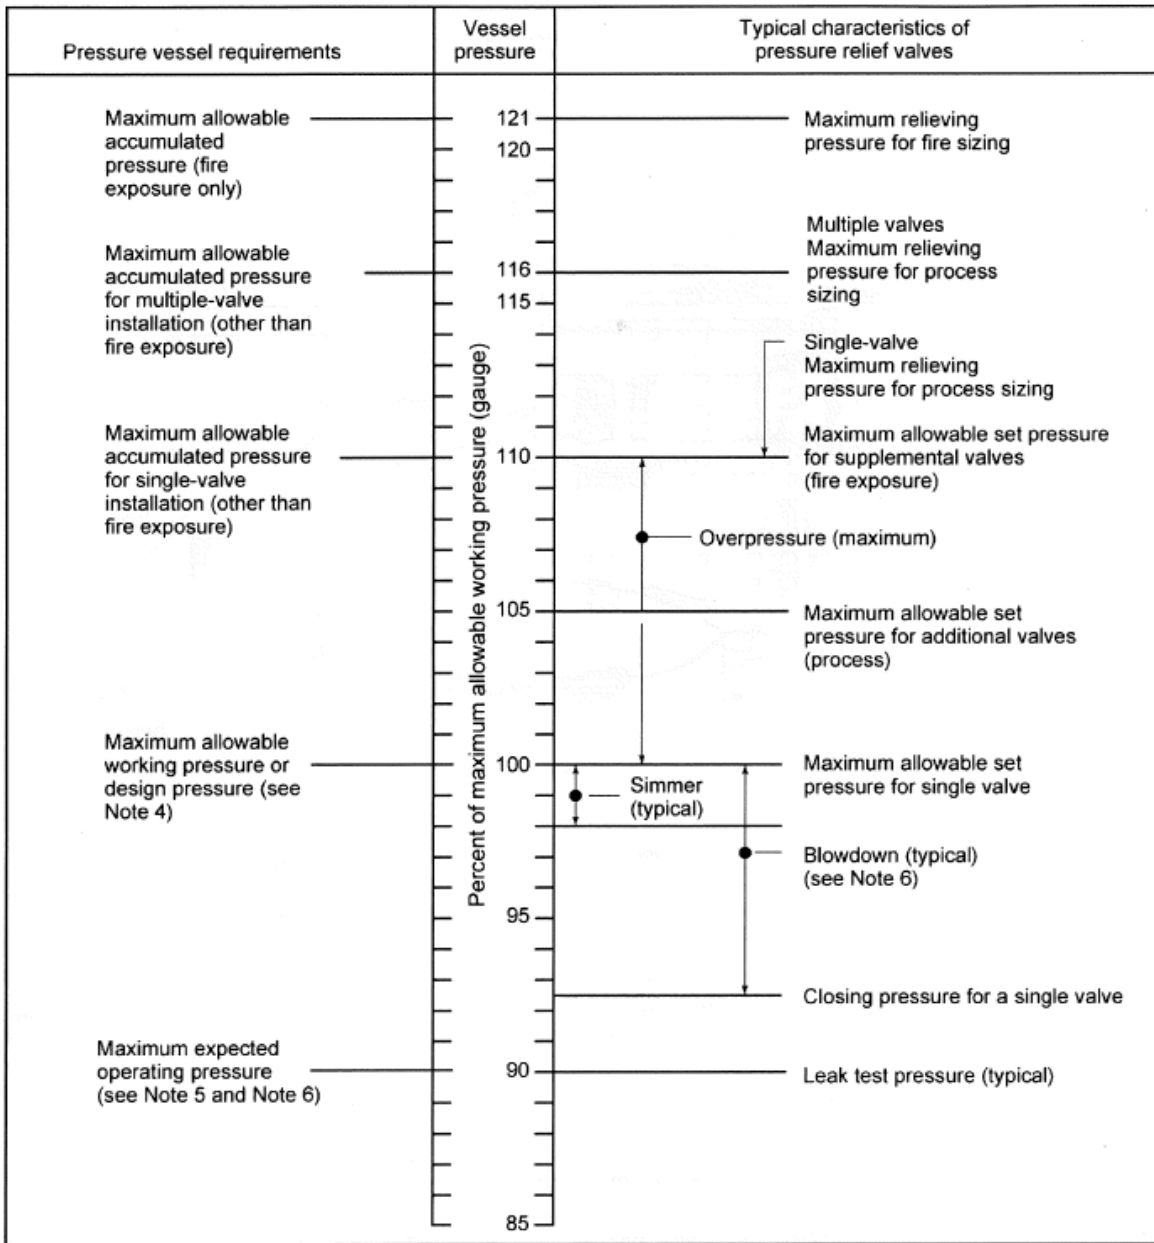 Pressure vessel requirements
Vessel
pressure
Typical characteristics of
pressure relief valves
Maximum allowable
accumulated
pressure (fire
exposure only)
Maximum allowable
accumulated pressure
for multiple-valve
installation (other than
fire exposure)
Maximum allowable
accumulated pressure
for single-valve
installation (other than
fire exposure)
Maximum allowable
working pressure or
design pressure (see
Note 4)
Maximum expected
operating pressure
(see Note 5 and Note 6)
Percent of maximum allowable working pressure (gauge)
121
120
116
115
110
105
100
95
90
85
Maximum relieving
pressure for fire sizing
Multiple valves
Maximum relieving
pressure for process
sizing
Single-valve
Maximum relieving
pressure for process sizing
Maximum allowable set pressure
for supplemental valves
(fire exposure)
Overpressure (maximum)
Maximum allowable set
pressure for additional valves
(process)
Maximum allowable set
pressure for single valve
Simmer
(typical)
Blowdown (typical)
(see Note 6)
Closing pressure for a single valve
Leak test pressure (typical)